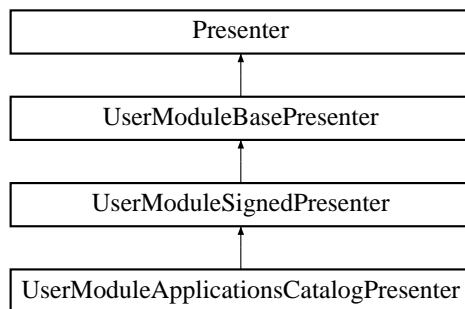 Presenter
UserModuleBasePresenter
UserModuleSignedPresenter
UserModuleApplicationsCatalogPresenter